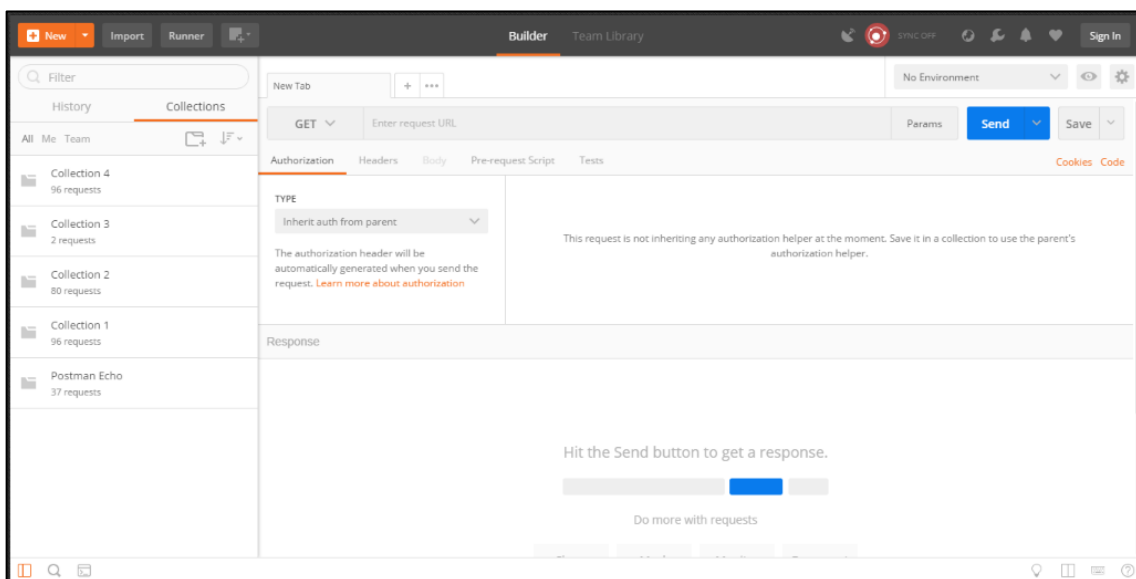 New Import Runner Builder Team Library SYNC OFF Sign In
Filter
History Collections
All Me Team
Collection 4
96 requests
Collection 3
2 requests
Collection 2
80 requests
Collection 1
96 requests
Postman Echo
37 requests
New Tab + ••• No Environment
GET Enter request URL Params Send Save
Authorization Headers Body Pre-request Script Tests Cookies Code
TYPE
Inherit auth from parent
The authorization header will be
automatically generated when you send the
request. Learn more about authorization
This request is not inheriting any authorization helper at the moment. Save it in a collection to use the parent's
authorization helper.
Response
Hit the Send button to get a response.
Do more with requests